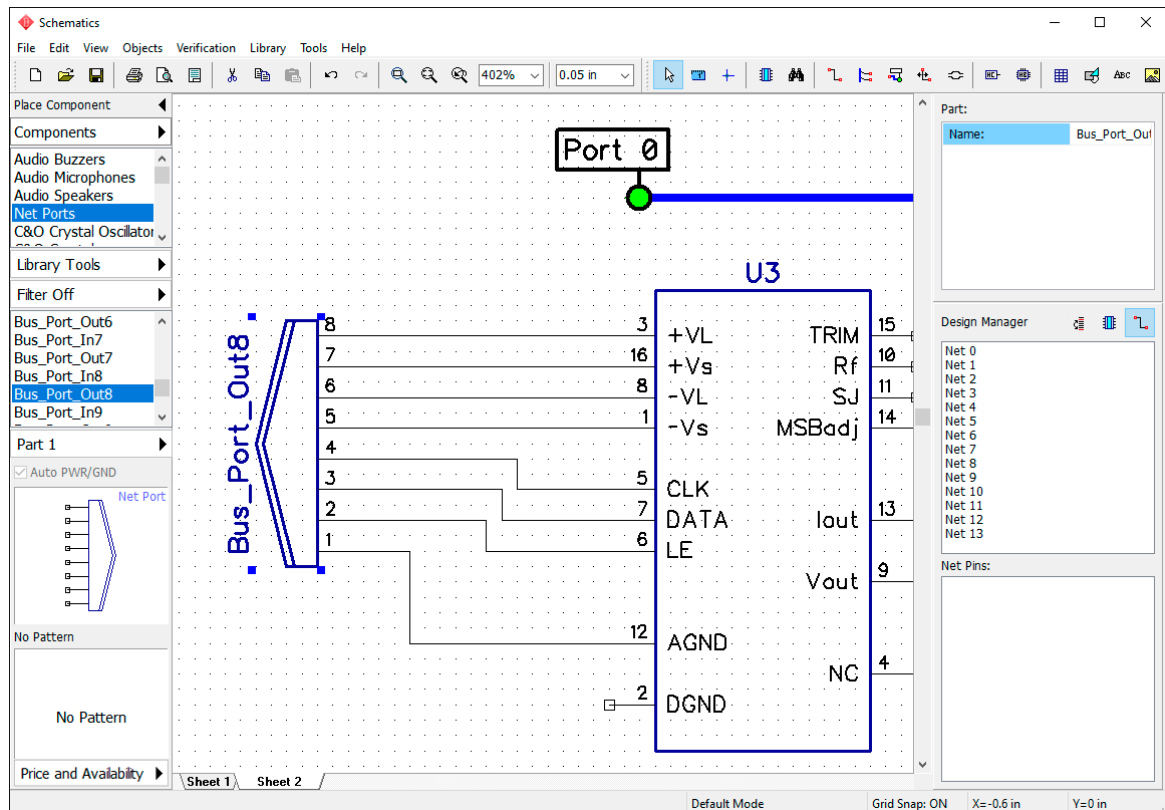 Schematics
File Edit View Objects Verification Library Tools Help
402% 0.05 in ABC
Place Component
Components
Audio Buzzers
Audio Microphones
Audio Speakers
Net Ports
C&O Crystal Oscillator
Library Tools
Filter Off
Bus_Port_Out6
Bus_Port_In7
Bus_Port_Out7
Bus_Port_In8
Bus_Port_Out8
Bus_Port_In9
Part 1
Auto PWR/GND
Net Port
No Pattern
No Pattern
Price and Availability
Port 0
U3
Bus_Port_Out8
8
7
6
5
4
3
2
1
3 +VL
16 +Vs
8 -VL
1 -Vs
5 CLK
7 DATA
6 LE
12 AGND
2 DGND
TRIM 15
Rf 10
SJ 11
MSBadj 14
Iout 13
Vout 9
NC 4
Sheet 1 Sheet 2
Part:
Name: Bus_Port_Out
Design Manager
Net 0
Net 1
Net 2
Net 3
Net 4
Net 5
Net 6
Net 7
Net 8
Net 9
Net 10
Net 11
Net 12
Net 13
Net Pins:
Default Mode Grid Snap: ON X=-0.6 in Y=0 in